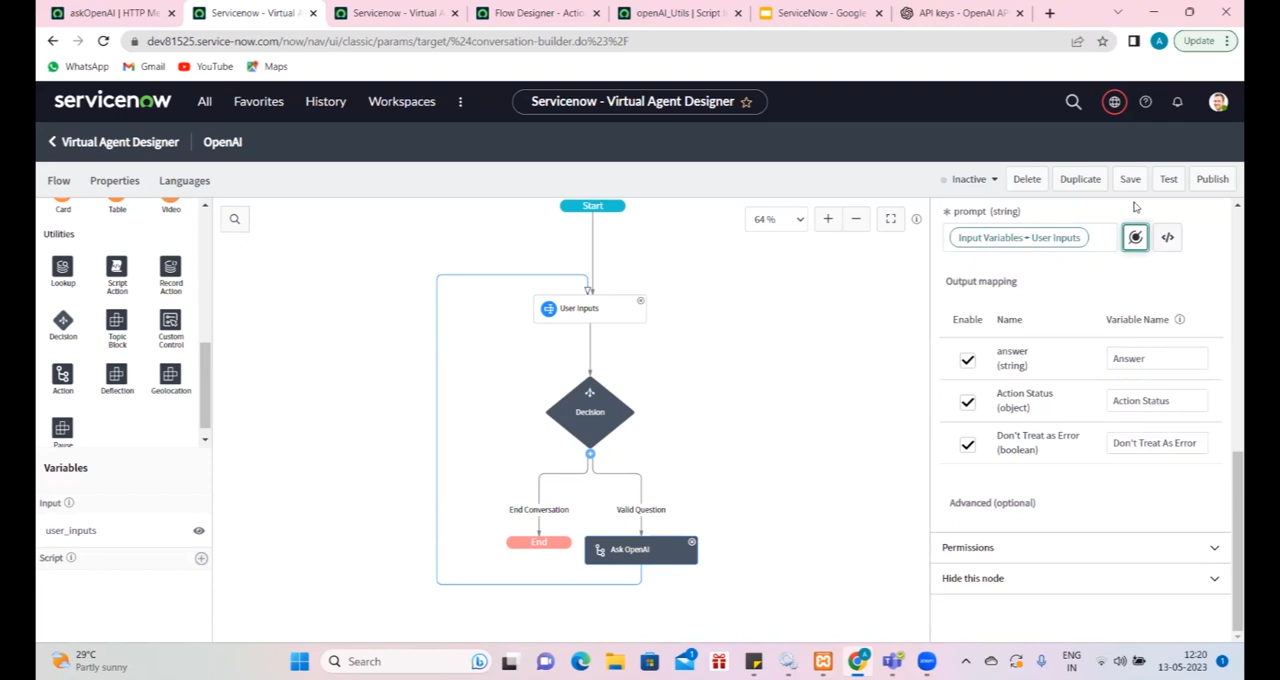 askOpenAI | HTTP Me
Servicenow - Virtual A
Servicenow - Virtual A
Flow Designer - Actio
openAI_Utils | Script I
ServiceNow - Google
API keys - OpenAI AP
dev81525.service-now.com/now/nav/ui/classic/params/target/%24conversation-builder.do%23%2F
Update
WhatsApp
Gmail
YouTube
Maps
servicenow
All
Favorites
History
Workspaces
Servicenow - Virtual Agent Designer
Virtual Agent Designer
OpenAI
Flow
Properties
Languages
Inactive
Delete
Duplicate
Save
Test
Publish
Card
Table
Video
Utilities
Lookup
Script Action
Record Action
Decision
Topic Block
Custom Control
Action
Deflection
Geolocation
Pause
Variables
Input
user_inputs
Script
64 %
Start
User Inputs
Decision
End Conversation
Valid Question
End
Ask OpenAI
prompt (string)
Input Variables
User Inputs
</>
Output mapping
Enable
Name
Variable Name
answer
(string)
Answer
Action Status
(object)
Action Status
Don't Treat as Error
(boolean)
Don't Treat As Error
Advanced (optional)
Permissions
Hide this node
29°C
Partly sunny
Search
1
zoom
ENG
IN
12:20
13-05-2023
1